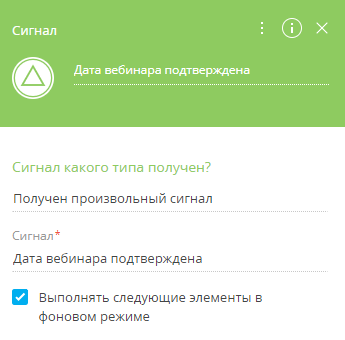 Сигнал
Дата вебинара подтверждена
Сигнал какого типа получен?
Получен произвольный сигнал
Сигнал*
Дата вебинара подтверждена
Выполнять следующие элементы в
фоновом режиме